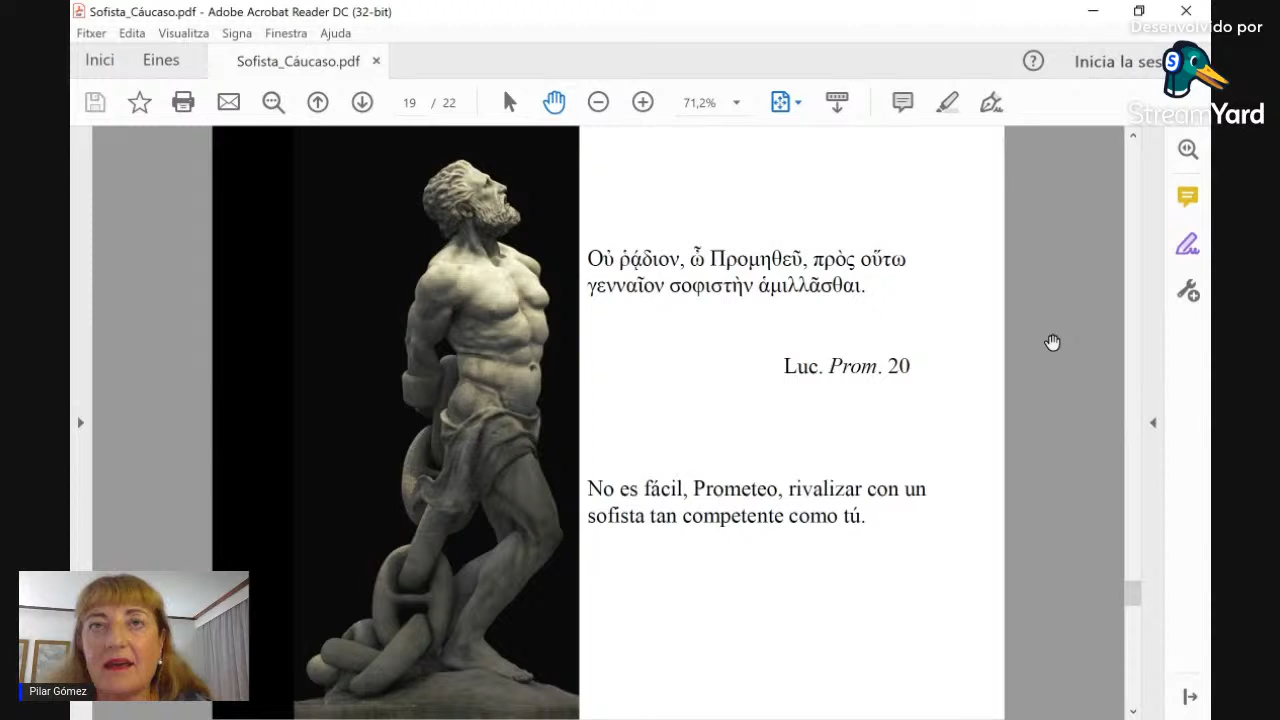 Sofista_Cáucaso.pdf - Adobe Acrobat Reader DC (32-bit)
Desenvolvido por
Fitxer Edita Visualitza Signa Finestra Ajuda
Inici Eines Sofista_Cáucaso.pdf × ? Inicia la ses
StreamYard
19 / 22 71,2%
Οὐ ῥᾴδιον, ὦ Προμηθεῦ, πρὸς οὕτω
γενναῖον σοφιστὴν ἁμιλλᾶσθαι.
Luc. Prom. 20
No es fácil, Prometeo, rivalizar con un
sofista tan competente como tú.
Pilar Gómez